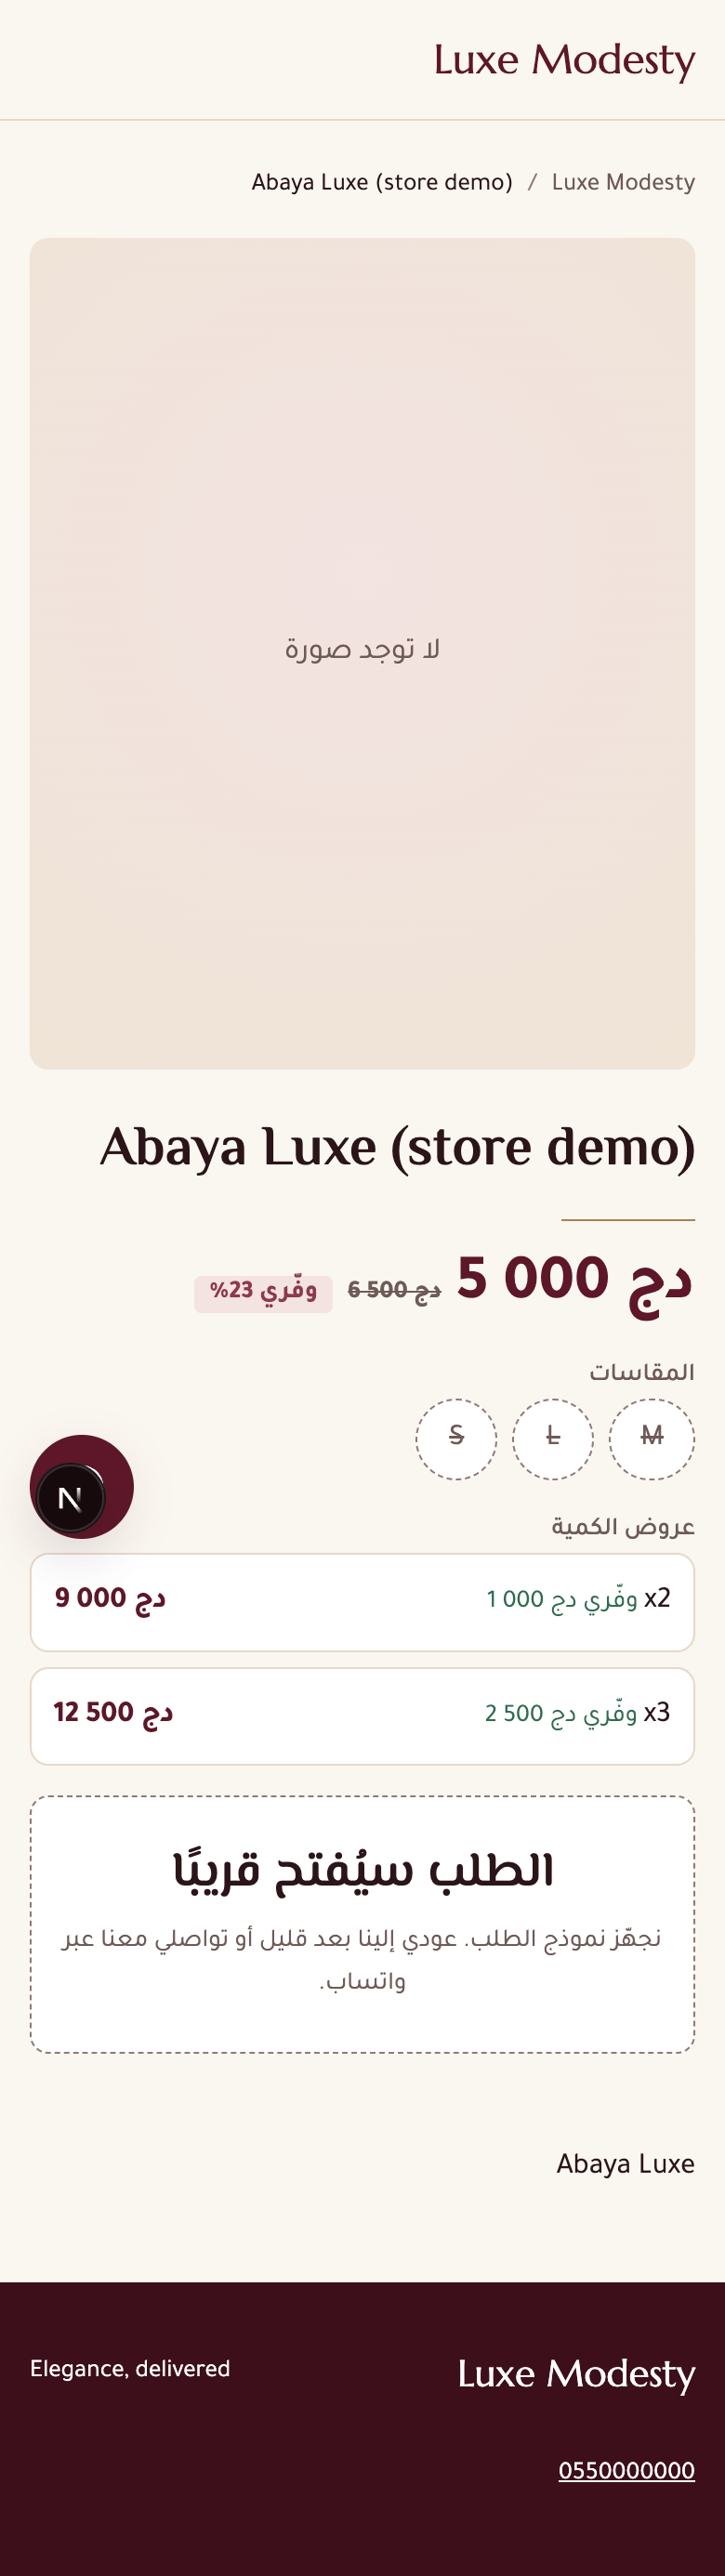 Luxe Modesty
Luxe Modesty / Abaya Luxe (store demo)
لا توجد صورة
Abaya Luxe (store demo)
5 000 دج 6 500 دج وفّري 23%
المقاسات
M L S
N
عروض الكمية
x2 وفّري 1 000 دج 9 000 دج
x3 وفّري 2 500 دج 12 500 دج
الطلب سيُفتح قريبًا
نجهّز نموذج الطلب. عودي إلينا بعد قليل أو تواصلي معنا عبر
واتساب.
Abaya Luxe
Luxe Modesty Elegance, delivered
0550000000